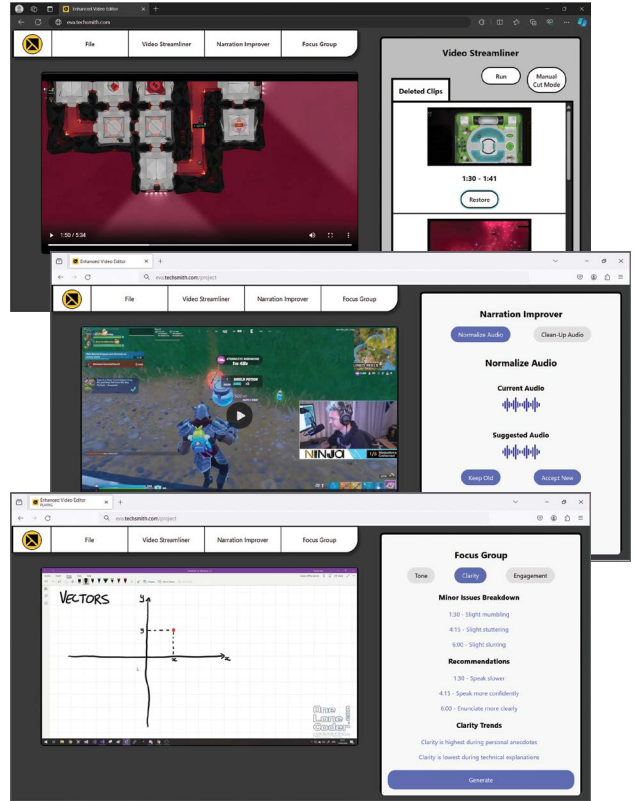 Enhanced Video Editor
eva.techsmith.com
File
Video Streamliner
Narration Improver
Focus Group
Video Streamliner
Run
Manual
Cut Mode
Deleted Clips
1:30 - 1:41
Restore
1:50 / 5:34
Enhanced Video Editor
eva.techsmith.com/project
File
Video Streamliner
Narration Improver
Focus Group
SHIELD POTION
NINJA
1/5
Narration Improver
Normalize Audio
Clean-Up Audio
Normalize Audio
Current Audio
Suggested Audio
Keep Old
Accept New
Enhanced Video Editor
PLAYING
eva.techsmith.com/project
File
Video Streamliner
Narration Improver
Focus Group
VECTORS
y
y
x
x
One
Lone
Coder
.com
Focus Group
Tone
Clarity
Engagement
Minor Issues Breakdown
1:30 - Slight mumbling
4:15 - Slight stuttering
6:00 - Slight slurring
Recommendations
1:30 - Speak slower
4:15 - Speak more confidently
6:00 - Enunciate more clearly
Clarity Trends
Clarity is highest during personal anecdotes
Clarity is lowest during technical explanations
Generate